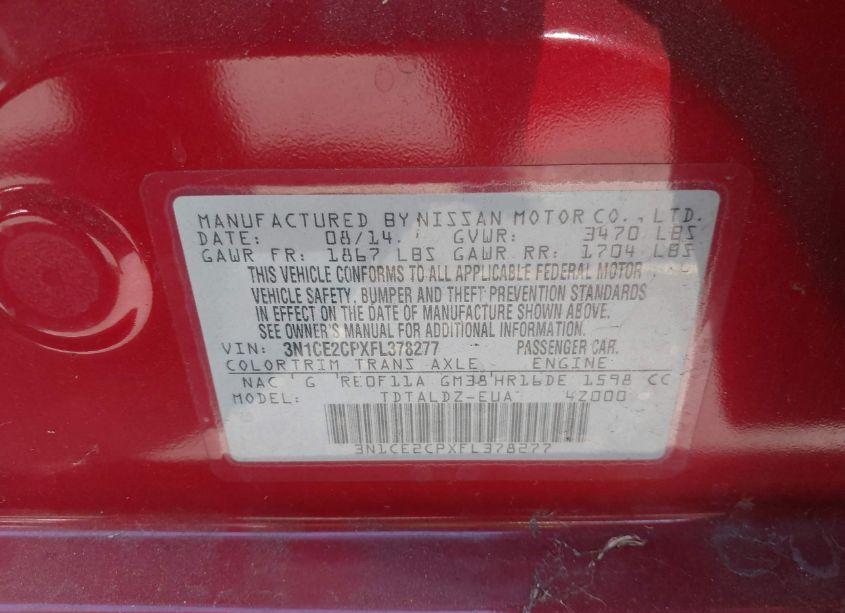 MANUFACTURED BY NISSAN MOTOR CO., LTD.
DATE: 08/14. GVWR: 3470 LBS
GAWR FR: 1867 LBS GAWR RR: 1704 LBS
THIS VEHICLE CONFORMS TO ALL APPLICABLE FEDERAL MOTOR
VEHICLE SAFETY, BUMPER AND THEFT PREVENTION STANDARDS
IN EFFECT ON THE DATE OF MANUFACTURE SHOWN ABOVE.
SEE OWNER'S MANUAL FOR ADDITIONAL INFORMATION.
VIN: 3N1CE2CPXFL378277 PASSENGER CAR.
COLORTRIM TRANS AXLE ENGINE
NAC G RE0F11A GM38 HR16DE 1598 CC
MODEL: TDTALDZ-EUA 42000
3N1CE2CPXFL378277